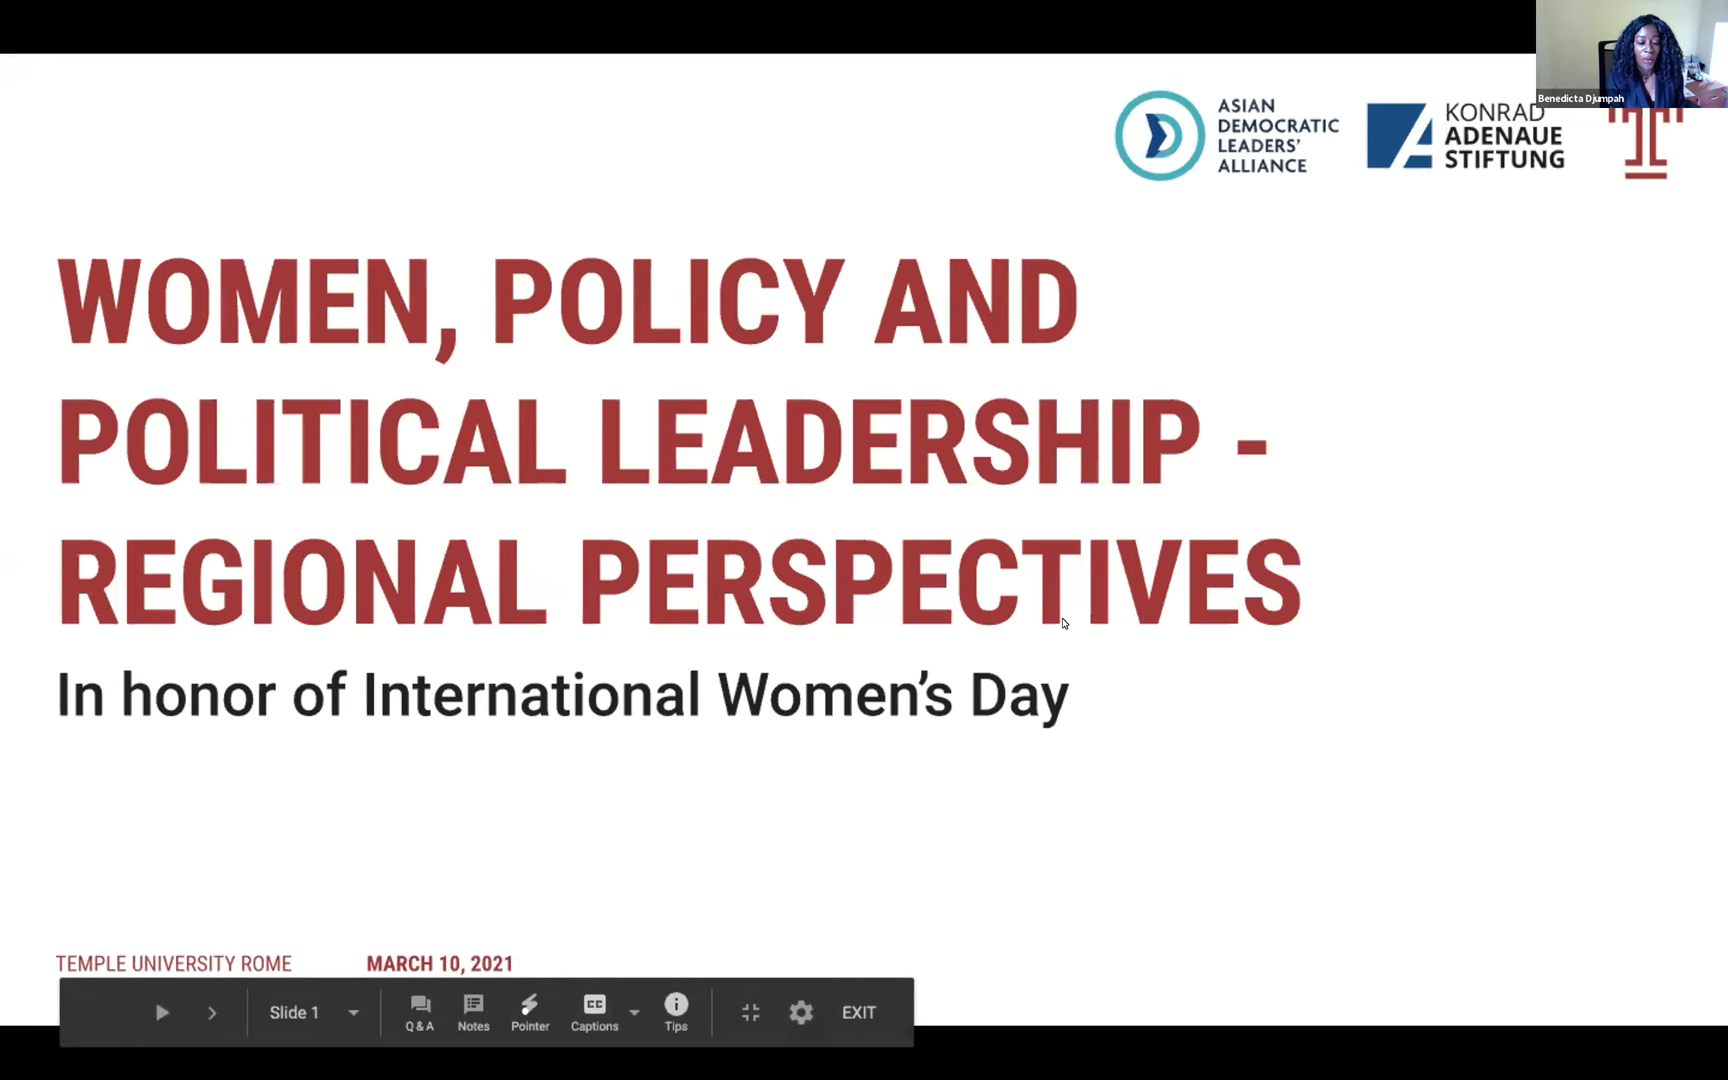 Benedicta Djumpah
ASIAN
DEMOCRATIC
LEADERS'
ALLIANCE
KONRAD
ADENAUE
STIFTUNG
WOMEN, POLICY AND
POLITICAL LEADERSHIP -
REGIONAL PERSPECTIVES
In honor of International Women's Day
TEMPLE UNIVERSITY ROME
MARCH 10, 2021
Slide 1
Q & A
Notes
Pointer
CC
Captions
Tips
EXIT